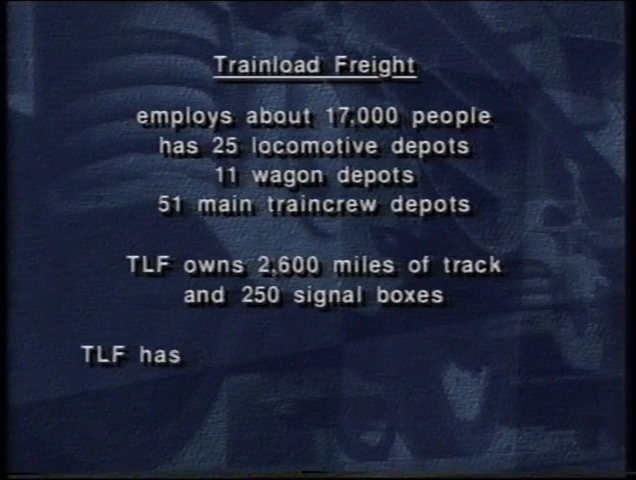 Trainload Freight
employs about 17,000 people
has 25 locomotive depots
11 wagon depots
51 main traincrew depots
TLF owns 2,600 miles of track
and 250 signal boxes
TLF has